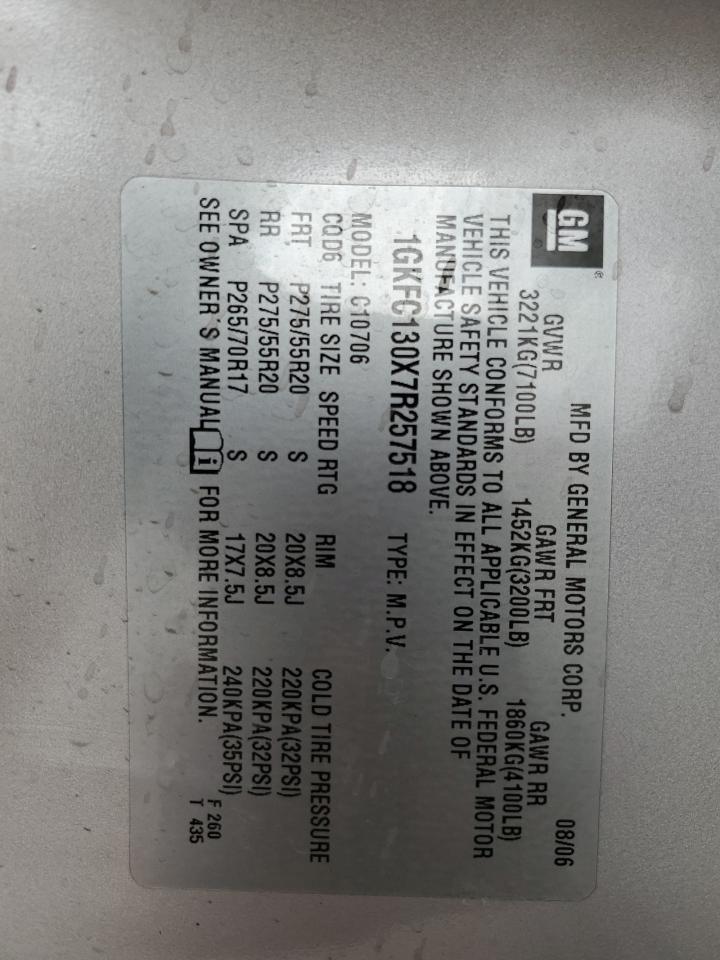 GM ®
MFD BY GENERAL MOTORS CORP. 08/06
GVWR GAWR FRT GAWR RR
3221KG(7100LB) 1452KG(3200LB) 1860KG(4100LB)
THIS VEHICLE CONFORMS TO ALL APPLICABLE U.S. FEDERAL MOTOR
VEHICLE SAFETY STANDARDS IN EFFECT ON THE DATE OF
MANUFACTURE SHOWN ABOVE.
1GKFC130X7R257518 TYPE: M.P.V.
MODEL: C10706
CQD6 TIRE SIZE SPEED RTG RIM COLD TIRE PRESSURE
FRT P275/55R20 S 20X8.5J 220KPA(32PSI)
RR P275/55R20 S 20X8.5J 220KPA(32PSI)
SPA P265/70R17 S 17X7.5J 240KPA(35PSI)
SEE OWNER'S MANUAL i FOR MORE INFORMATION.
F 260
T 435